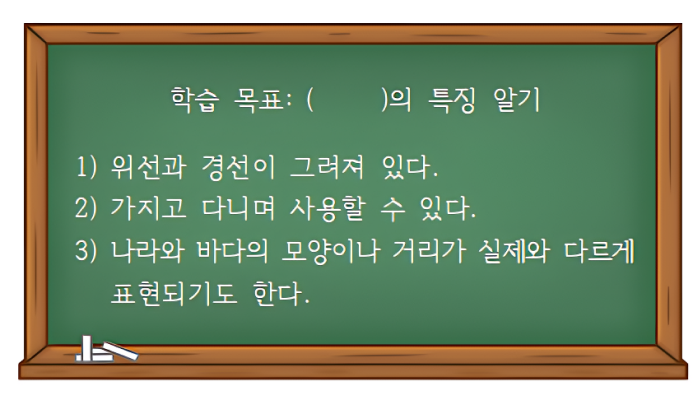 학습 목표: (      )의 특징 알기
1) 위선과 경선이 그려져 있다.
2) 가지고 다니며 사용할 수 있다.
3) 나라와 바다의 모양이나 거리가 실제와 다르게
표현되기도 한다.